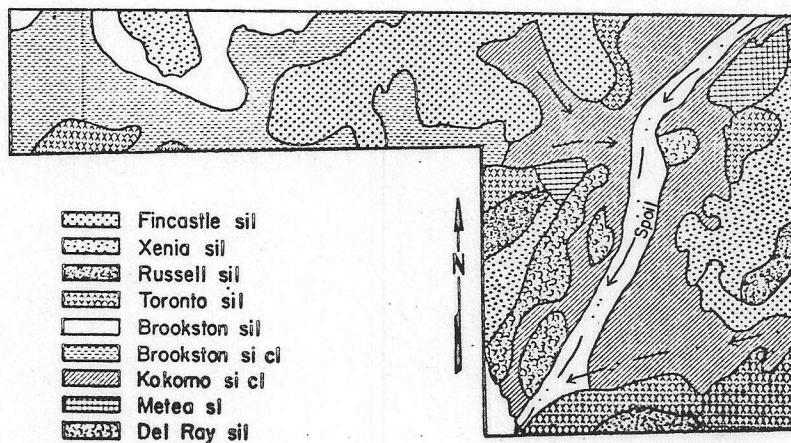 Spoil
N
Fincastle sil
Xenia sil
Russell sil
Toronto sil
Brookston sil
Brookston si cl
Kokomo si cl
Metea sl
Del Ray sil